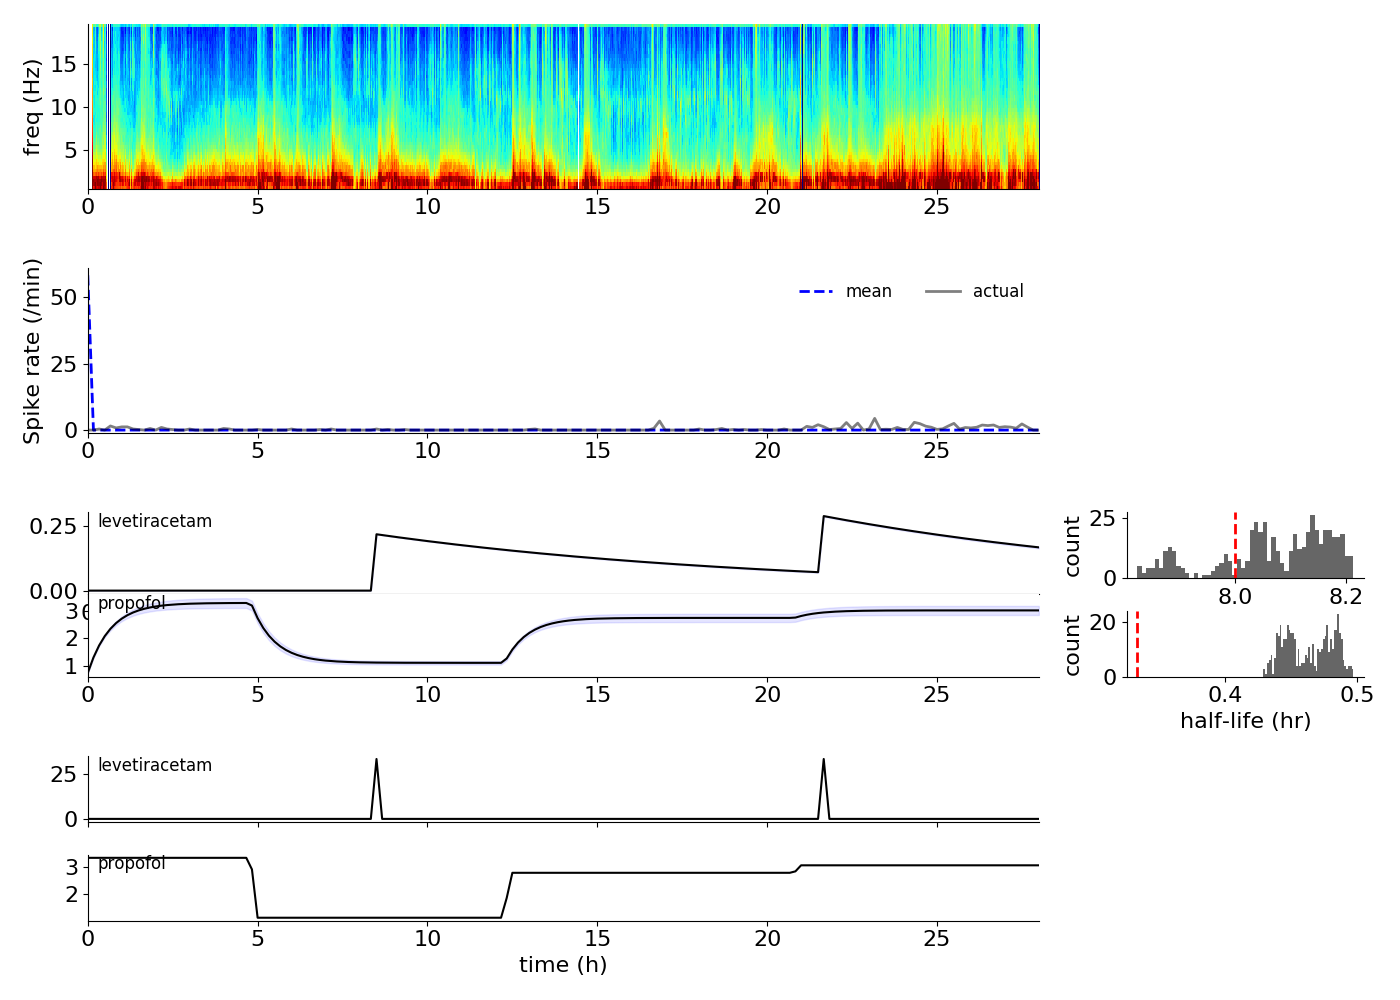 freq (Hz)
15
10
5
0 5 10 15 20 25
Spike rate (/min)
50
25
0
mean actual
0 5 10 15 20 25
levetiracetam
0.25
0.00
propofol
3
2
1
0 5 10 15 20 25
count
25
0
8.0 8.2
count
20
0
0.4 0.5
half-life (hr)
levetiracetam
25
0
propofol
3
2
0 5 10 15 20 25
time (h)